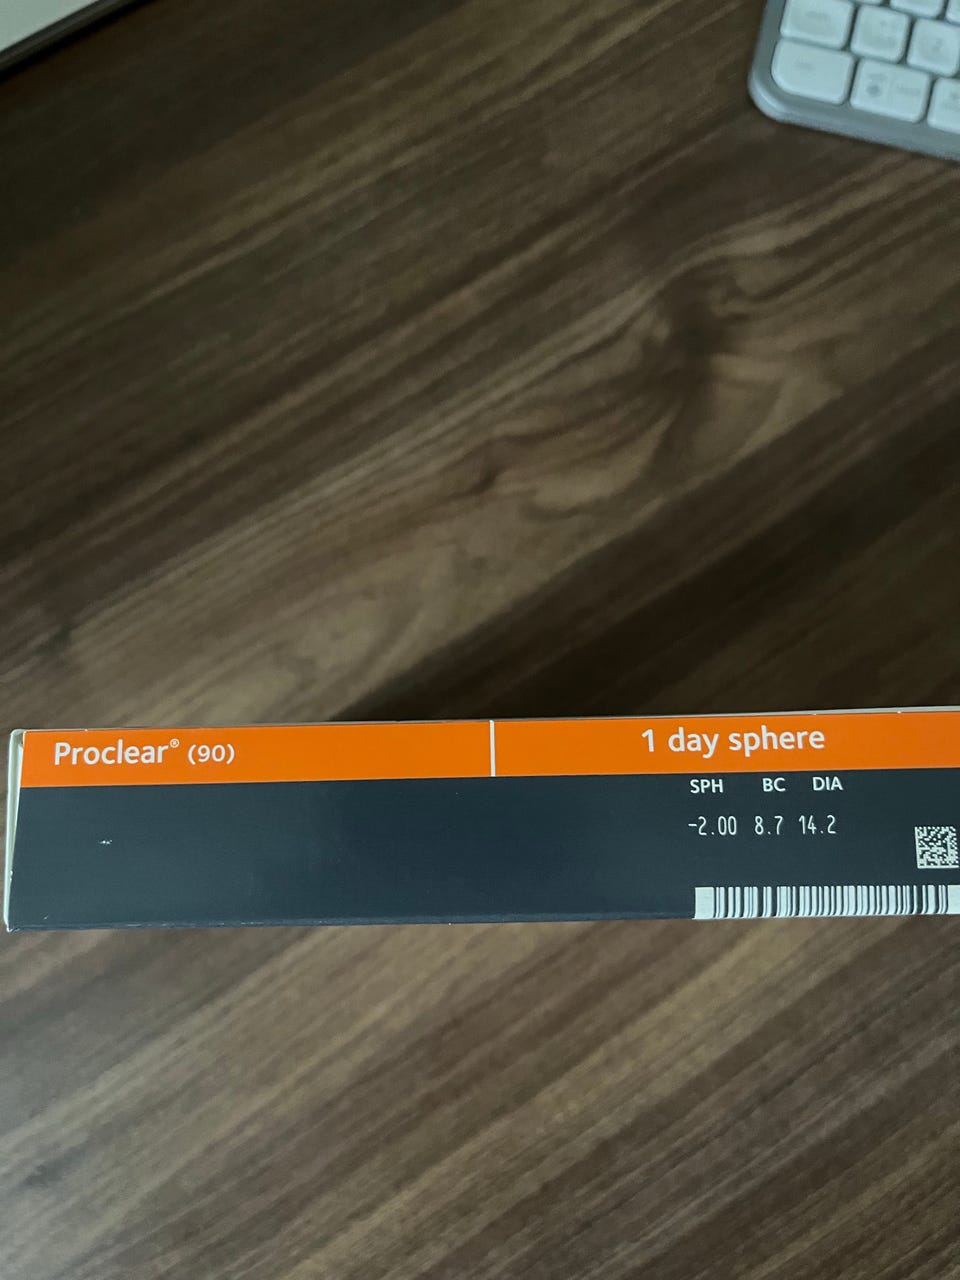 Proclear® (90)
1 day sphere
SPH BC DIA
-2.00 8.7 14.2